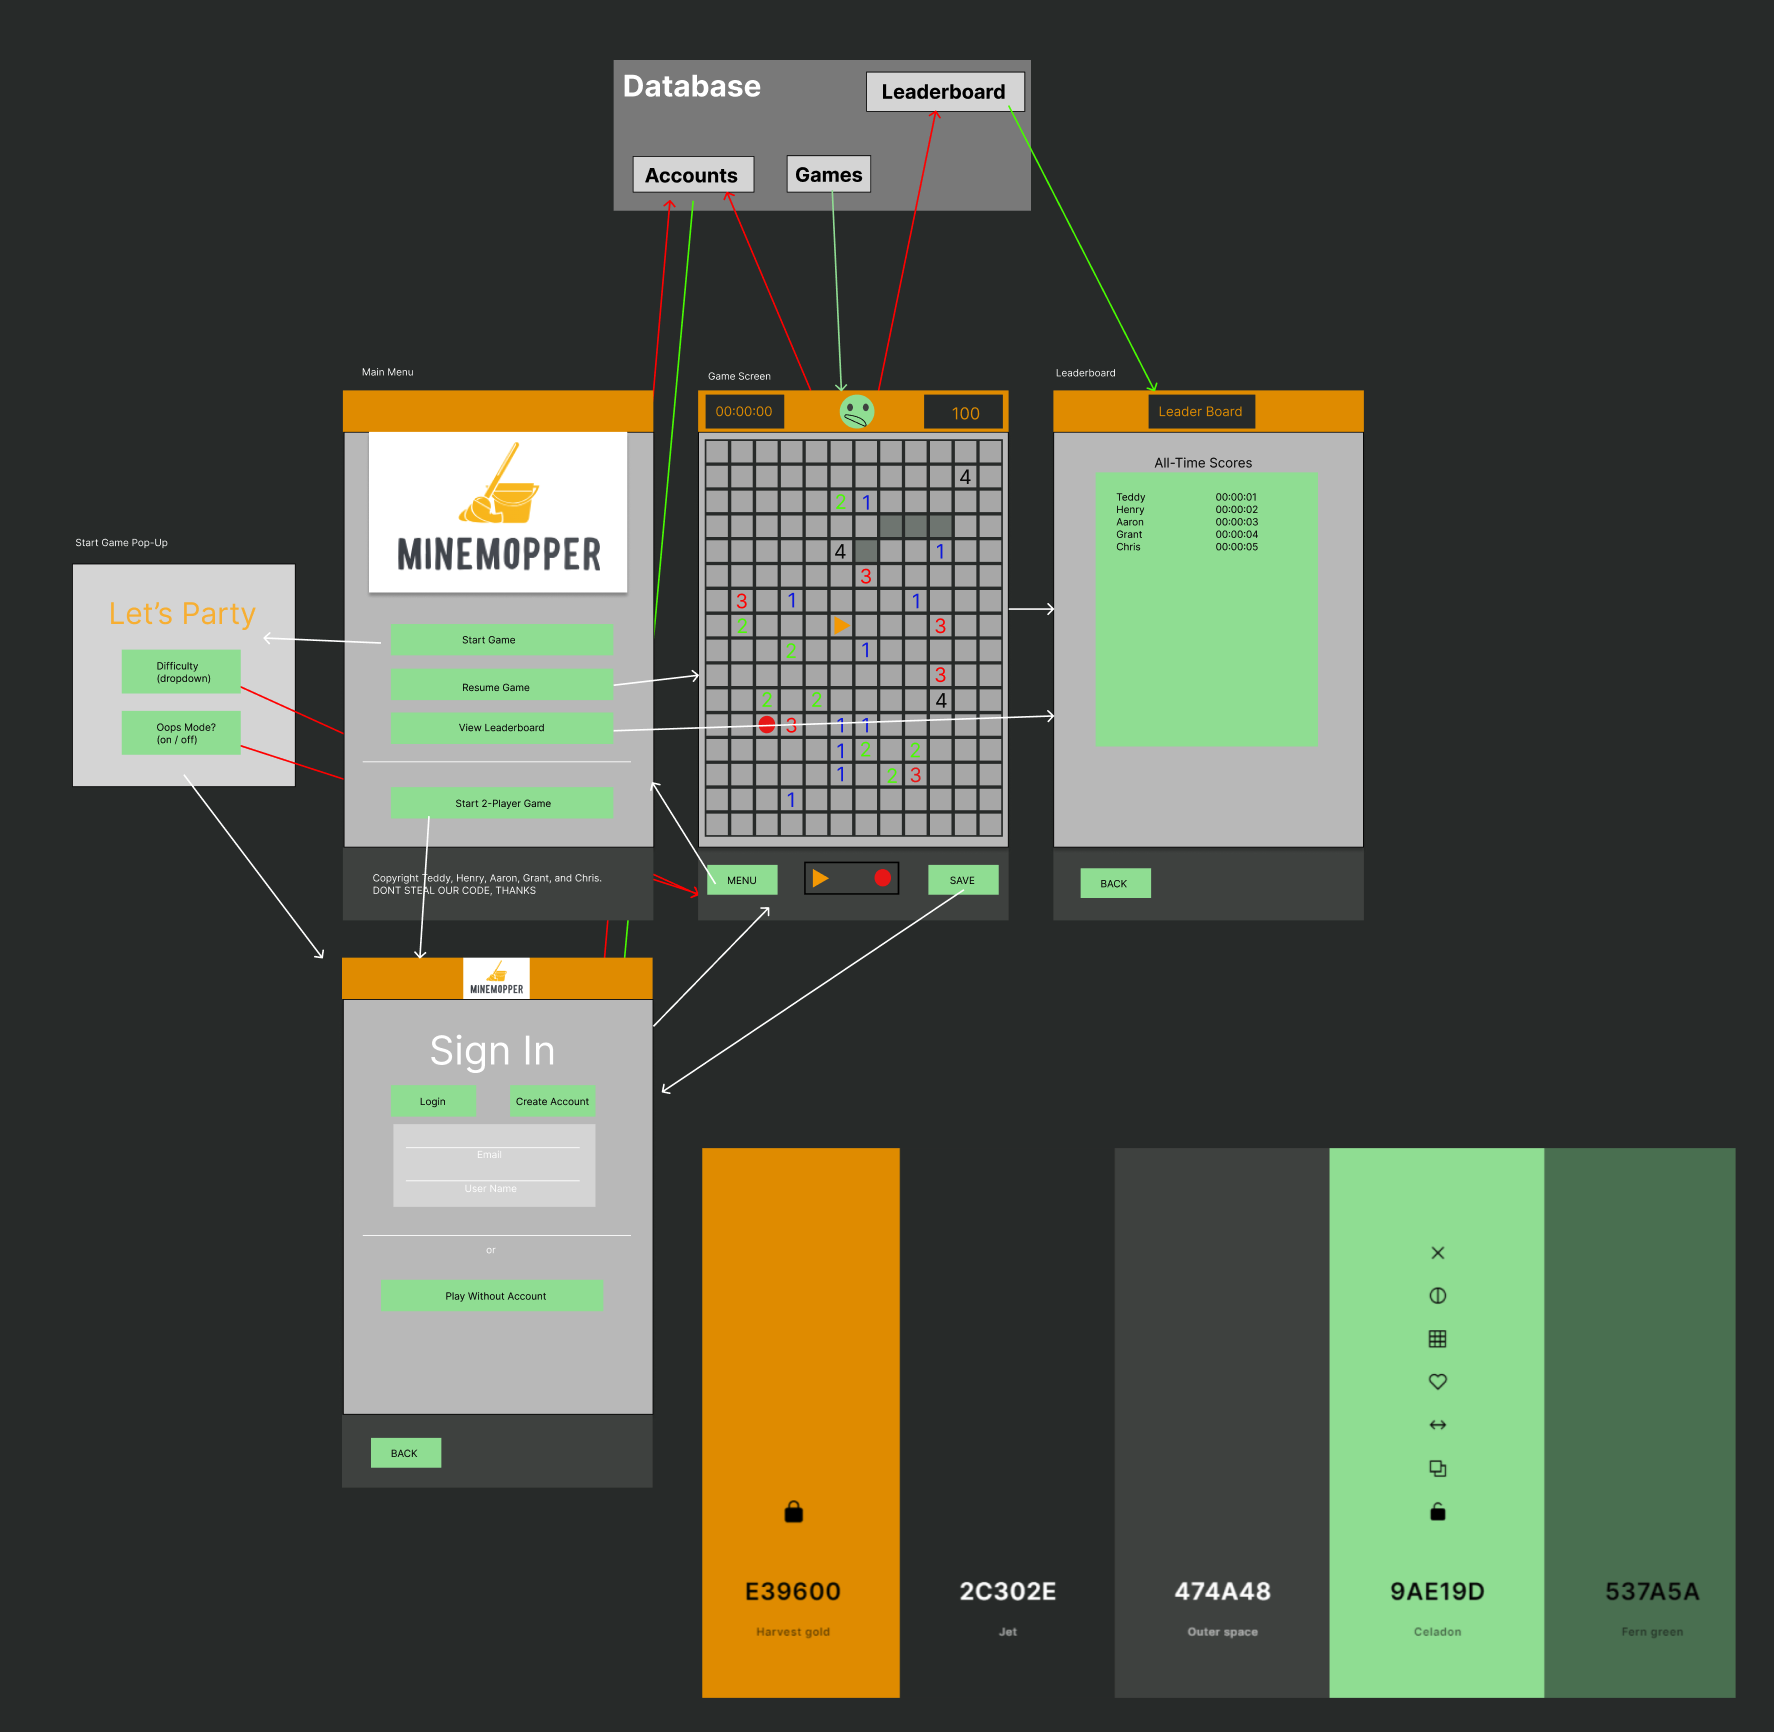 Database
Leaderboard
Accounts
Games
Main Menu
Game Screen
Leaderboard
00:00:00
100
Leader Board
MINEMOPPER
All-Time Scores
Teddy 00:00:01
Henry 00:00:02
Aaron 00:00:03
Grant 00:00:04
Chris 00:00:05
4
2 1
4 1
3
3 1 1
2 3
2 1
3
2 2 4
3 1 1
1 2 2
1 2 3
1
Start Game Pop-Up
Let's Party
Difficulty
(dropdown)
Oops Mode?
(on / off)
Start Game
Resume Game
View Leaderboard
Start 2-Player Game
Copyright Teddy, Henry, Aaron, Grant, and Chris.
DONT STEAL OUR CODE, THANKS
MENU
SAVE
BACK
MINEMOPPER
Sign In
Login
Create Account
Email
User Name
or
Play Without Account
BACK
E39600
Harvest gold
2C302E
Jet
474A48
Outer space
9AE19D
Celadon
537A5A
Fern green